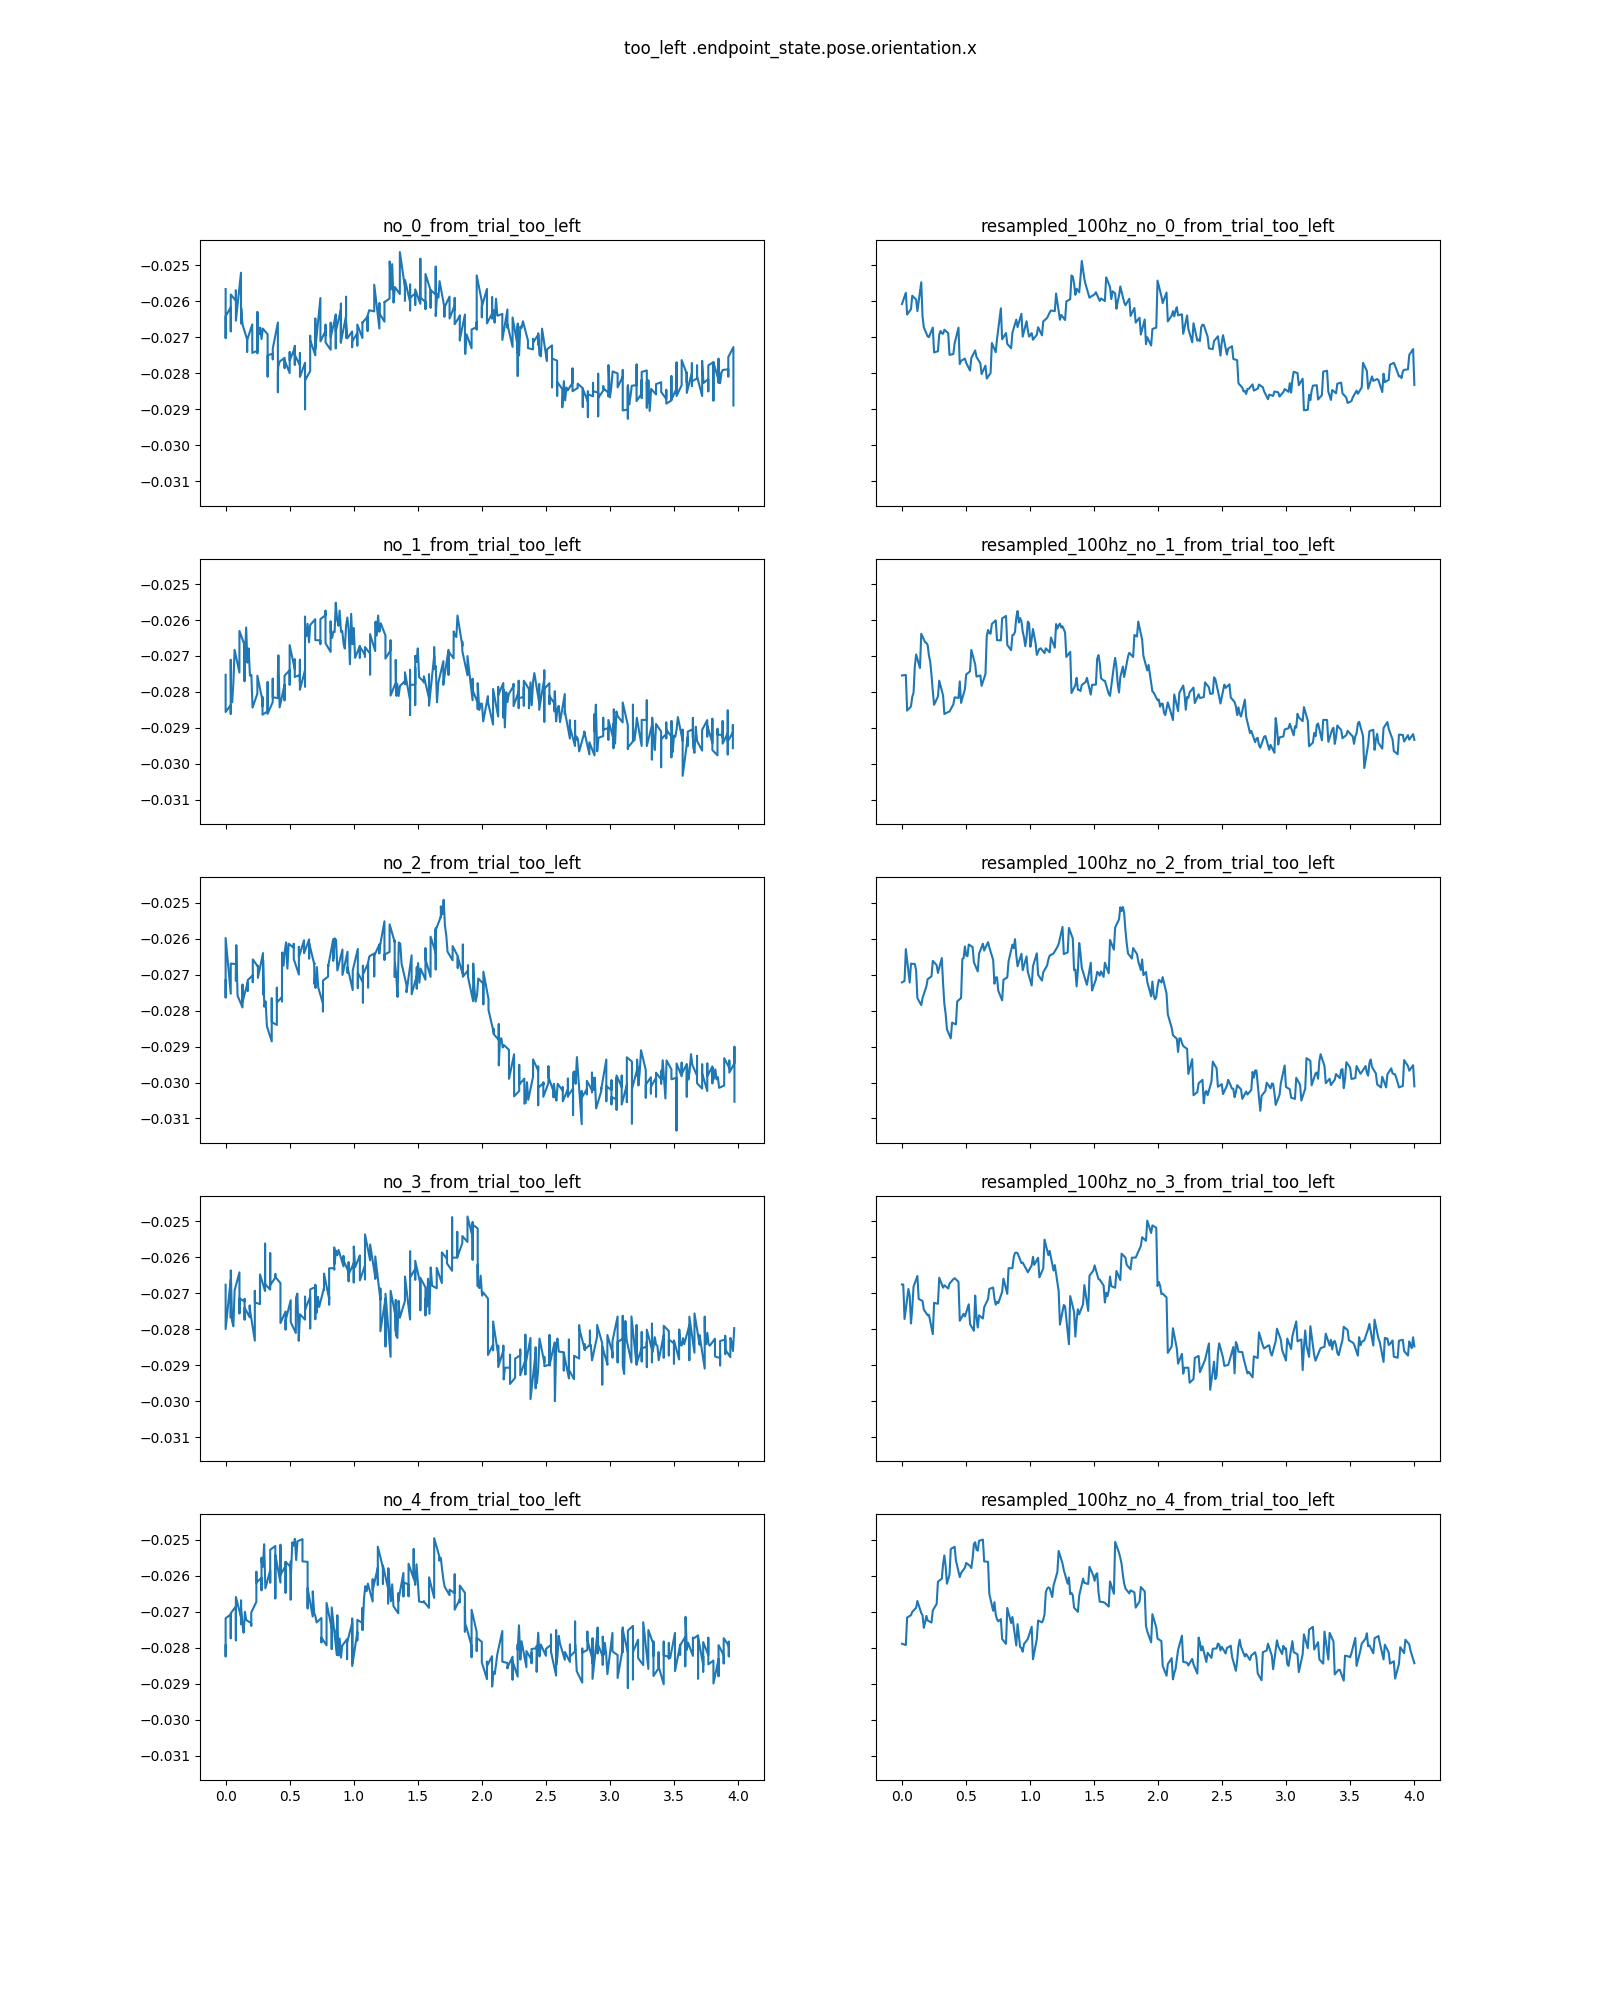 too_left .endpoint_state.pose.orientation.x
no_0_from_trial_too_left
−0.025
−0.026
−0.027
−0.028
−0.029
−0.030
−0.031
resampled_100hz_no_0_from_trial_too_left
no_1_from_trial_too_left
−0.025
−0.026
−0.027
−0.028
−0.029
−0.030
−0.031
resampled_100hz_no_1_from_trial_too_left
no_2_from_trial_too_left
−0.025
−0.026
−0.027
−0.028
−0.029
−0.030
−0.031
resampled_100hz_no_2_from_trial_too_left
no_3_from_trial_too_left
−0.025
−0.026
−0.027
−0.028
−0.029
−0.030
−0.031
resampled_100hz_no_3_from_trial_too_left
no_4_from_trial_too_left
−0.025
−0.026
−0.027
−0.028
−0.029
−0.030
−0.031
0.0 0.5 1.0 1.5 2.0 2.5 3.0 3.5 4.0
resampled_100hz_no_4_from_trial_too_left
0.0 0.5 1.0 1.5 2.0 2.5 3.0 3.5 4.0